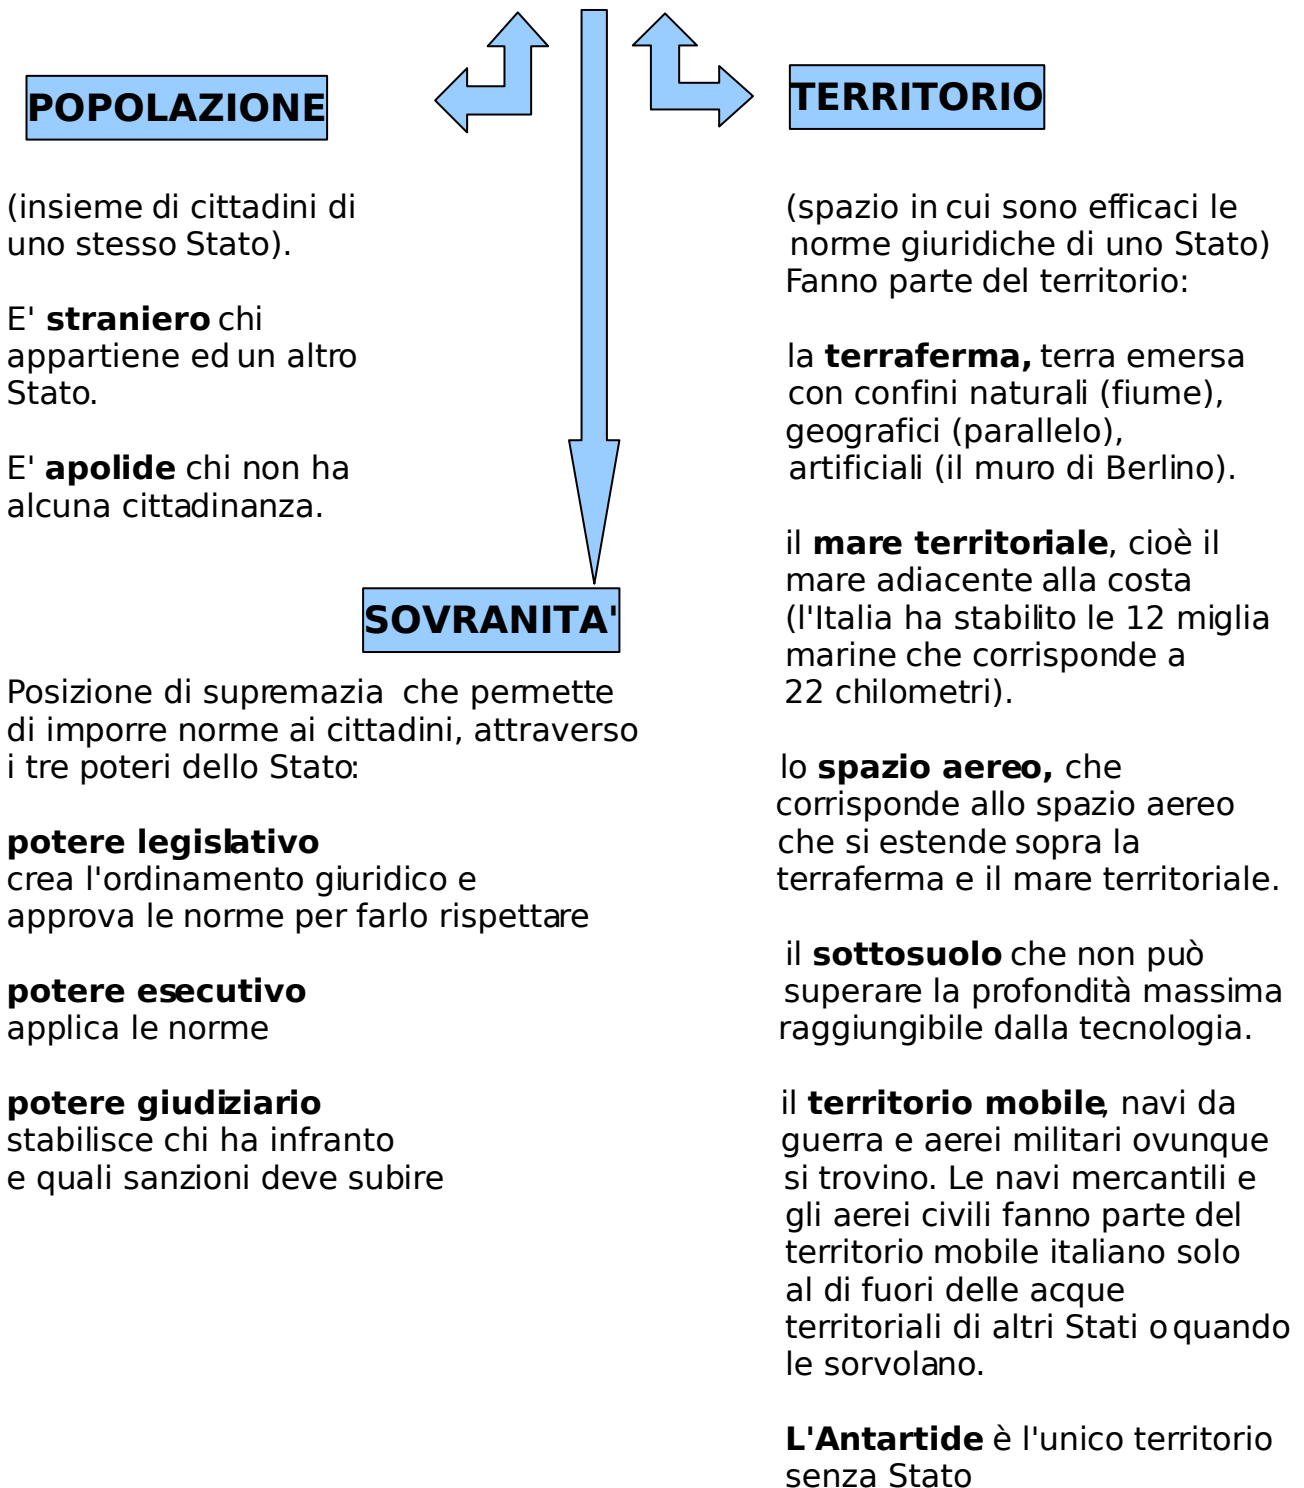 POPOLAZIONE
(insieme di cittadini di
uno stesso Stato).
E' straniero chi
appartiene ed un altro
Stato.
E' apolide chi non ha
alcuna cittadinanza.
SOVRANITA'
Posizione di supremazia che permette
di imporre norme ai cittadini, attraverso
i tre poteri dello Stato:
potere legislativo
crea l'ordinamento giuridico e
approva le norme per farlo rispettare
potere esecutivo
applica le norme
potere giudiziario
stabilisce chi ha infranto
e quali sanzioni deve subire
TERRITORIO
(spazio in cui sono efficaci le
norme giuridiche di uno Stato)
Fanno parte del territorio:
la terraferma, terra emersa
con confini naturali (fiume),
geografici (parallelo),
artificiali (il muro di Berlino).
il mare territoriale, cioè il
mare adiacente alla costa
(l'Italia ha stabilito le 12 miglia
marine che corrisponde a
22 chilometri).
lo spazio aereo, che
corrisponde allo spazio aereo
che si estende sopra la
terraferma e il mare territoriale.
il sottosuolo che non può
superare la profondità massima
raggiungibile dalla tecnologia.
il territorio mobile, navi da
guerra e aerei militari ovunque
si trovino. Le navi mercantili e
gli aerei civili fanno parte del
territorio mobile italiano solo
al di fuori delle acque
territoriali di altri Stati o quando
le sorvolano.
L'Antartide è l'unico territorio
senza Stato